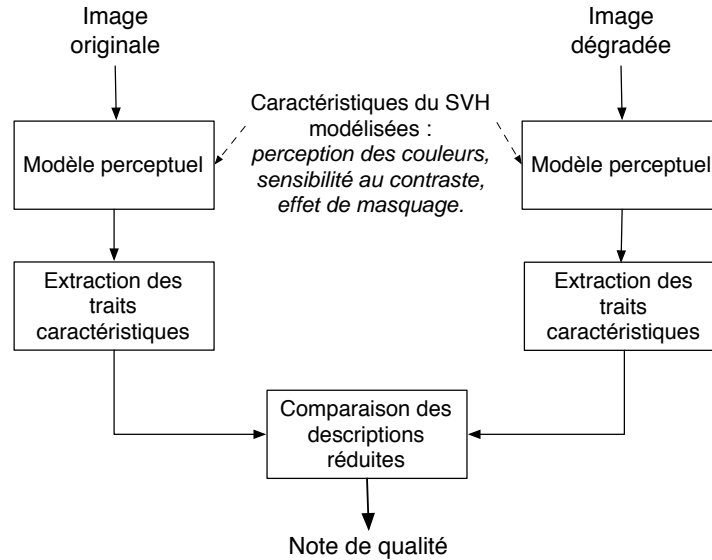 Image
originale
Image
dégradée
Caractéristiques du SVH
modélisées :
perception des couleurs,
sensibilité au contraste,
effet de masquage.
Modèle perceptuel
Modèle perceptuel
Extraction des
traits
caractéristiques
Extraction des
traits
caractéristiques
Comparaison des
descriptions
réduites
Note de qualité